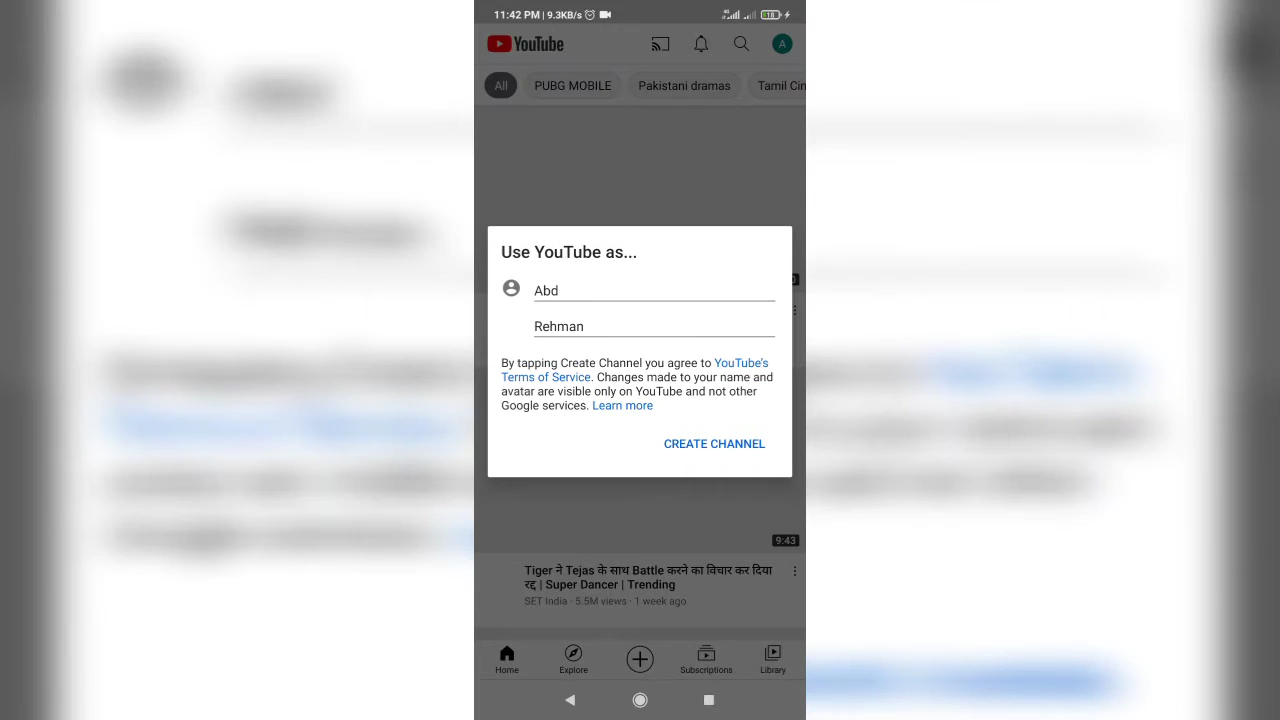 11:42 PM | 9.3KB/s
4G
18
YouTube
A
All
PUBG MOBILE
Pakistani dramas
Tamil Cin
Use YouTube as...
Abd
Rehman
By tapping Create Channel you agree to YouTube's
Terms of Service. Changes made to your name and
avatar are visible only on YouTube and not other
Google services. Learn more
CREATE CHANNEL
9:43
Tiger ने Tejas के साथ Battle करने का विचार कर दिया
रद्द | Super Dancer | Trending
SET India · 5.5M views · 1 week ago
Home
Explore
Subscriptions
Library